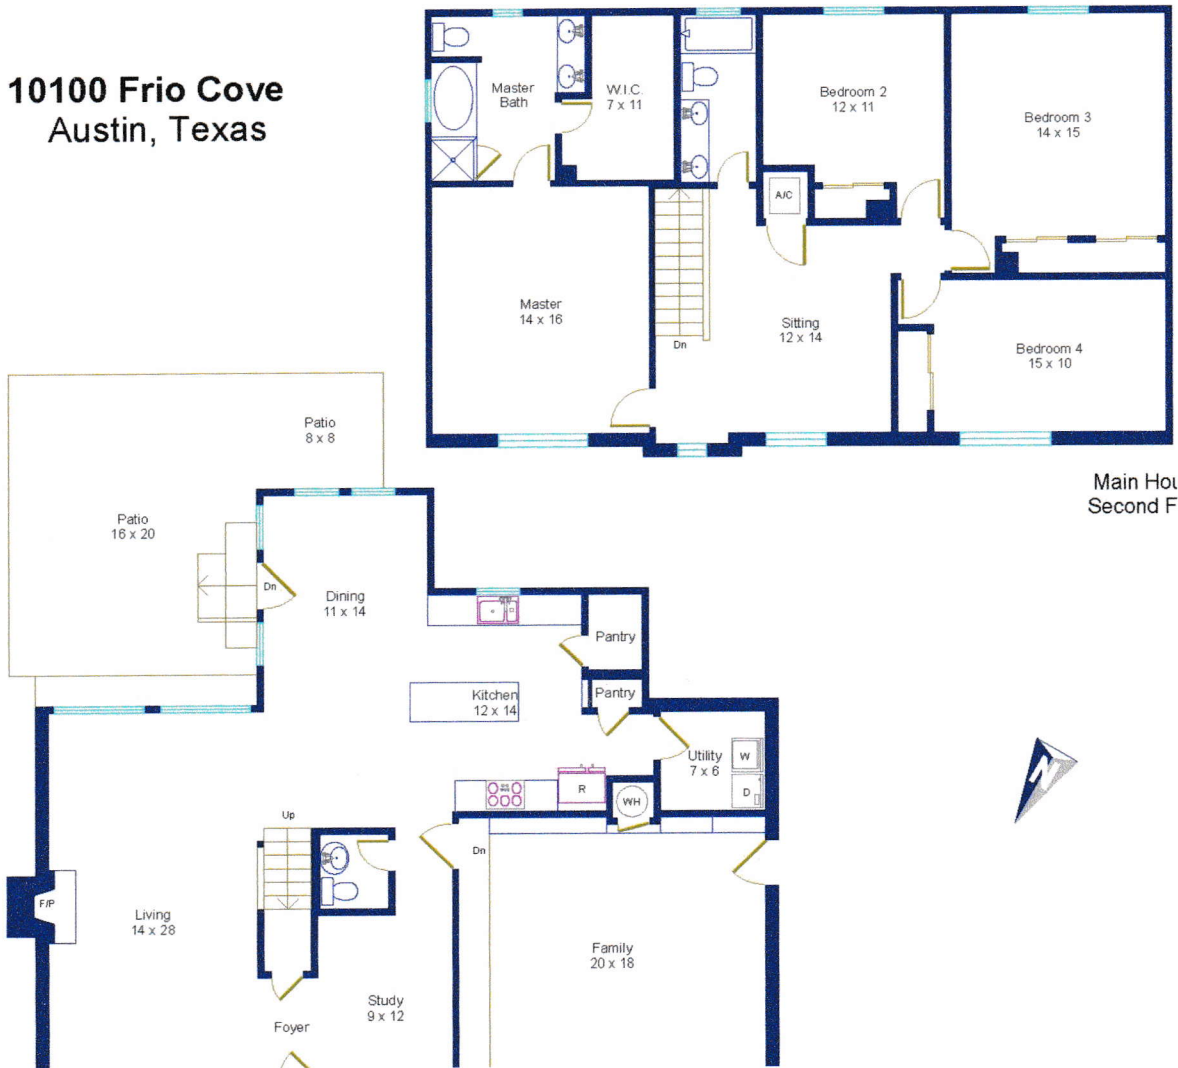 10100 Frio Cove
Austin, Texas
Master
Bath
W.I.C.
7 x 11
Bedroom 2
12 x 11
Bedroom 3
14 x 15
A/C
Master
14 x 16
Dn
Sitting
12 x 14
Bedroom 4
15 x 10
Main Hou
Second F
Patio
8 x 8
Patio
16 x 20
Dn
Dining
11 x 14
Pantry
Kitchen
12 x 14
Pantry
Utility
7 x 6
W
D
R
WH
Up
Dn
F/P
Living
14 x 28
Family
20 x 18
Study
9 x 12
Foyer
N